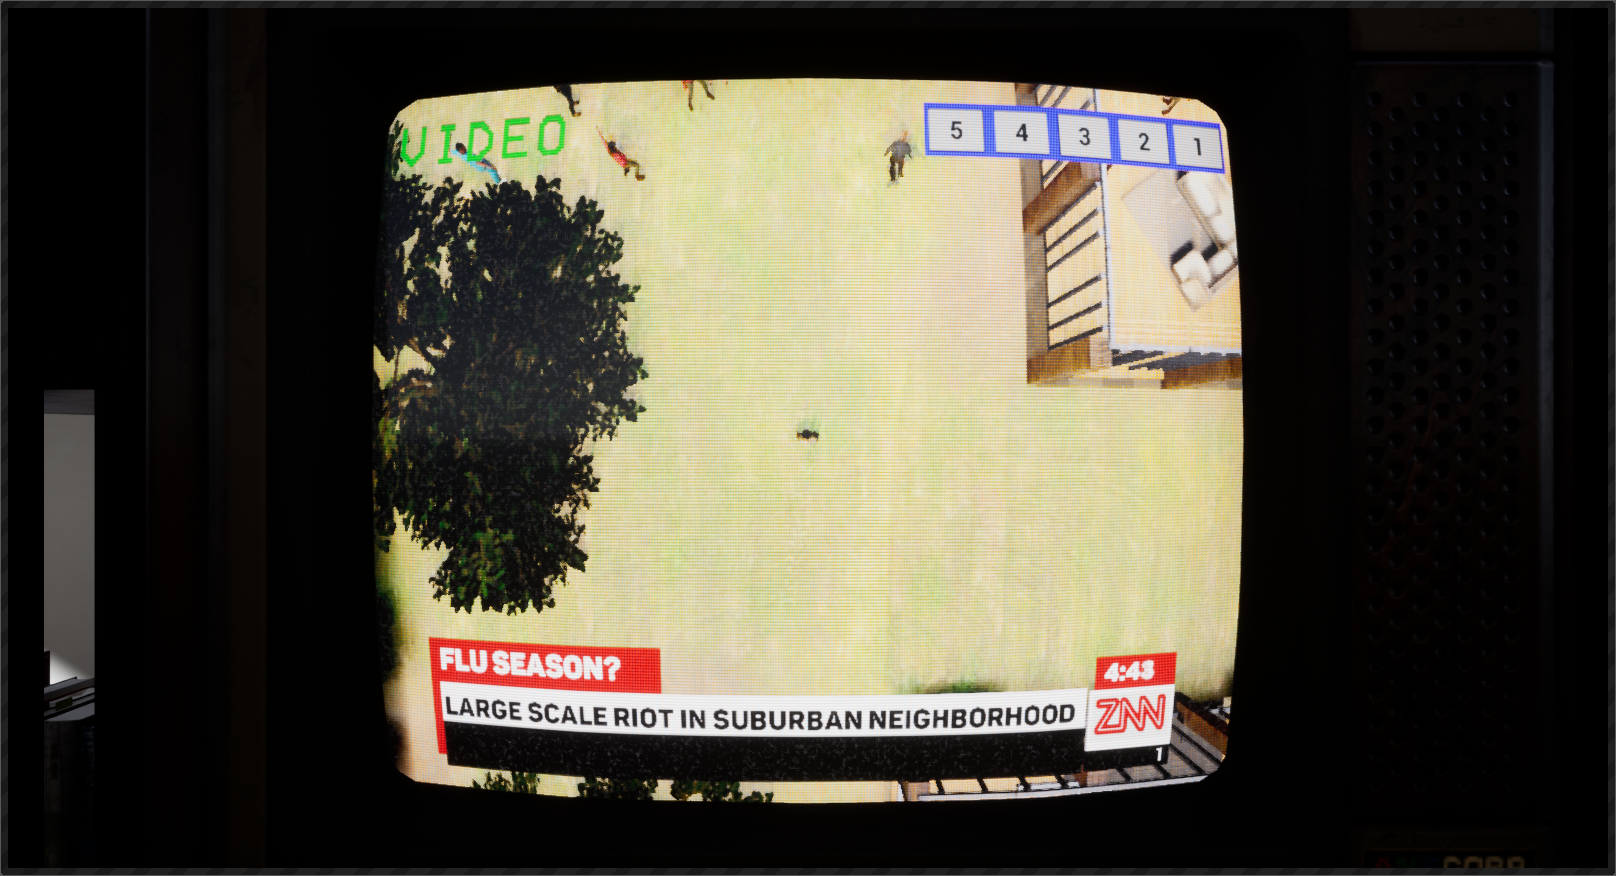 VIDEO
5 4 3 2 1
FLU SEASON?
4:43
LARGE SCALE RIOT IN SUBURBAN NEIGHBORHOOD
ZNN
1